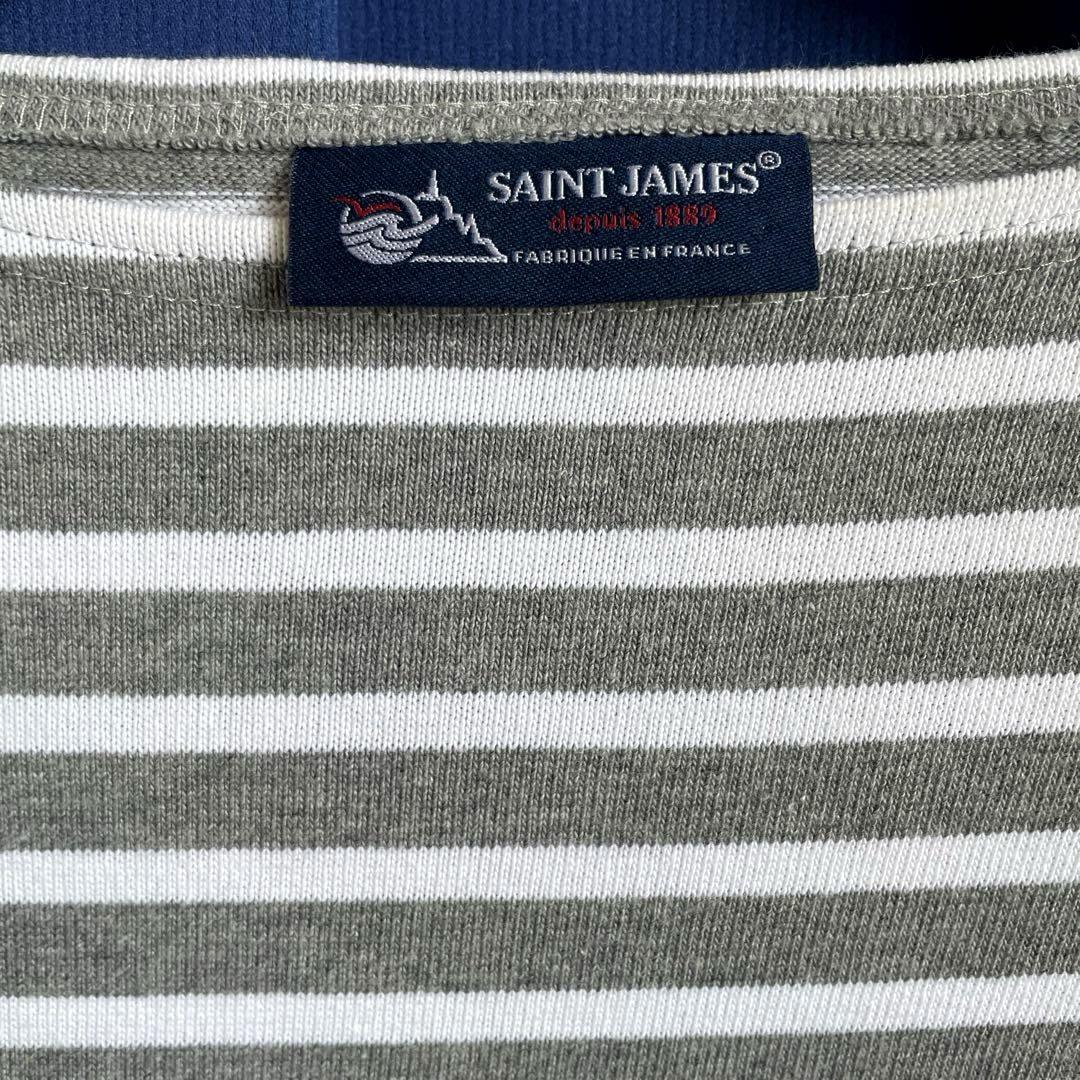 SAINT JAMES®
depuis 1889
FABRIQUE EN FRANCE